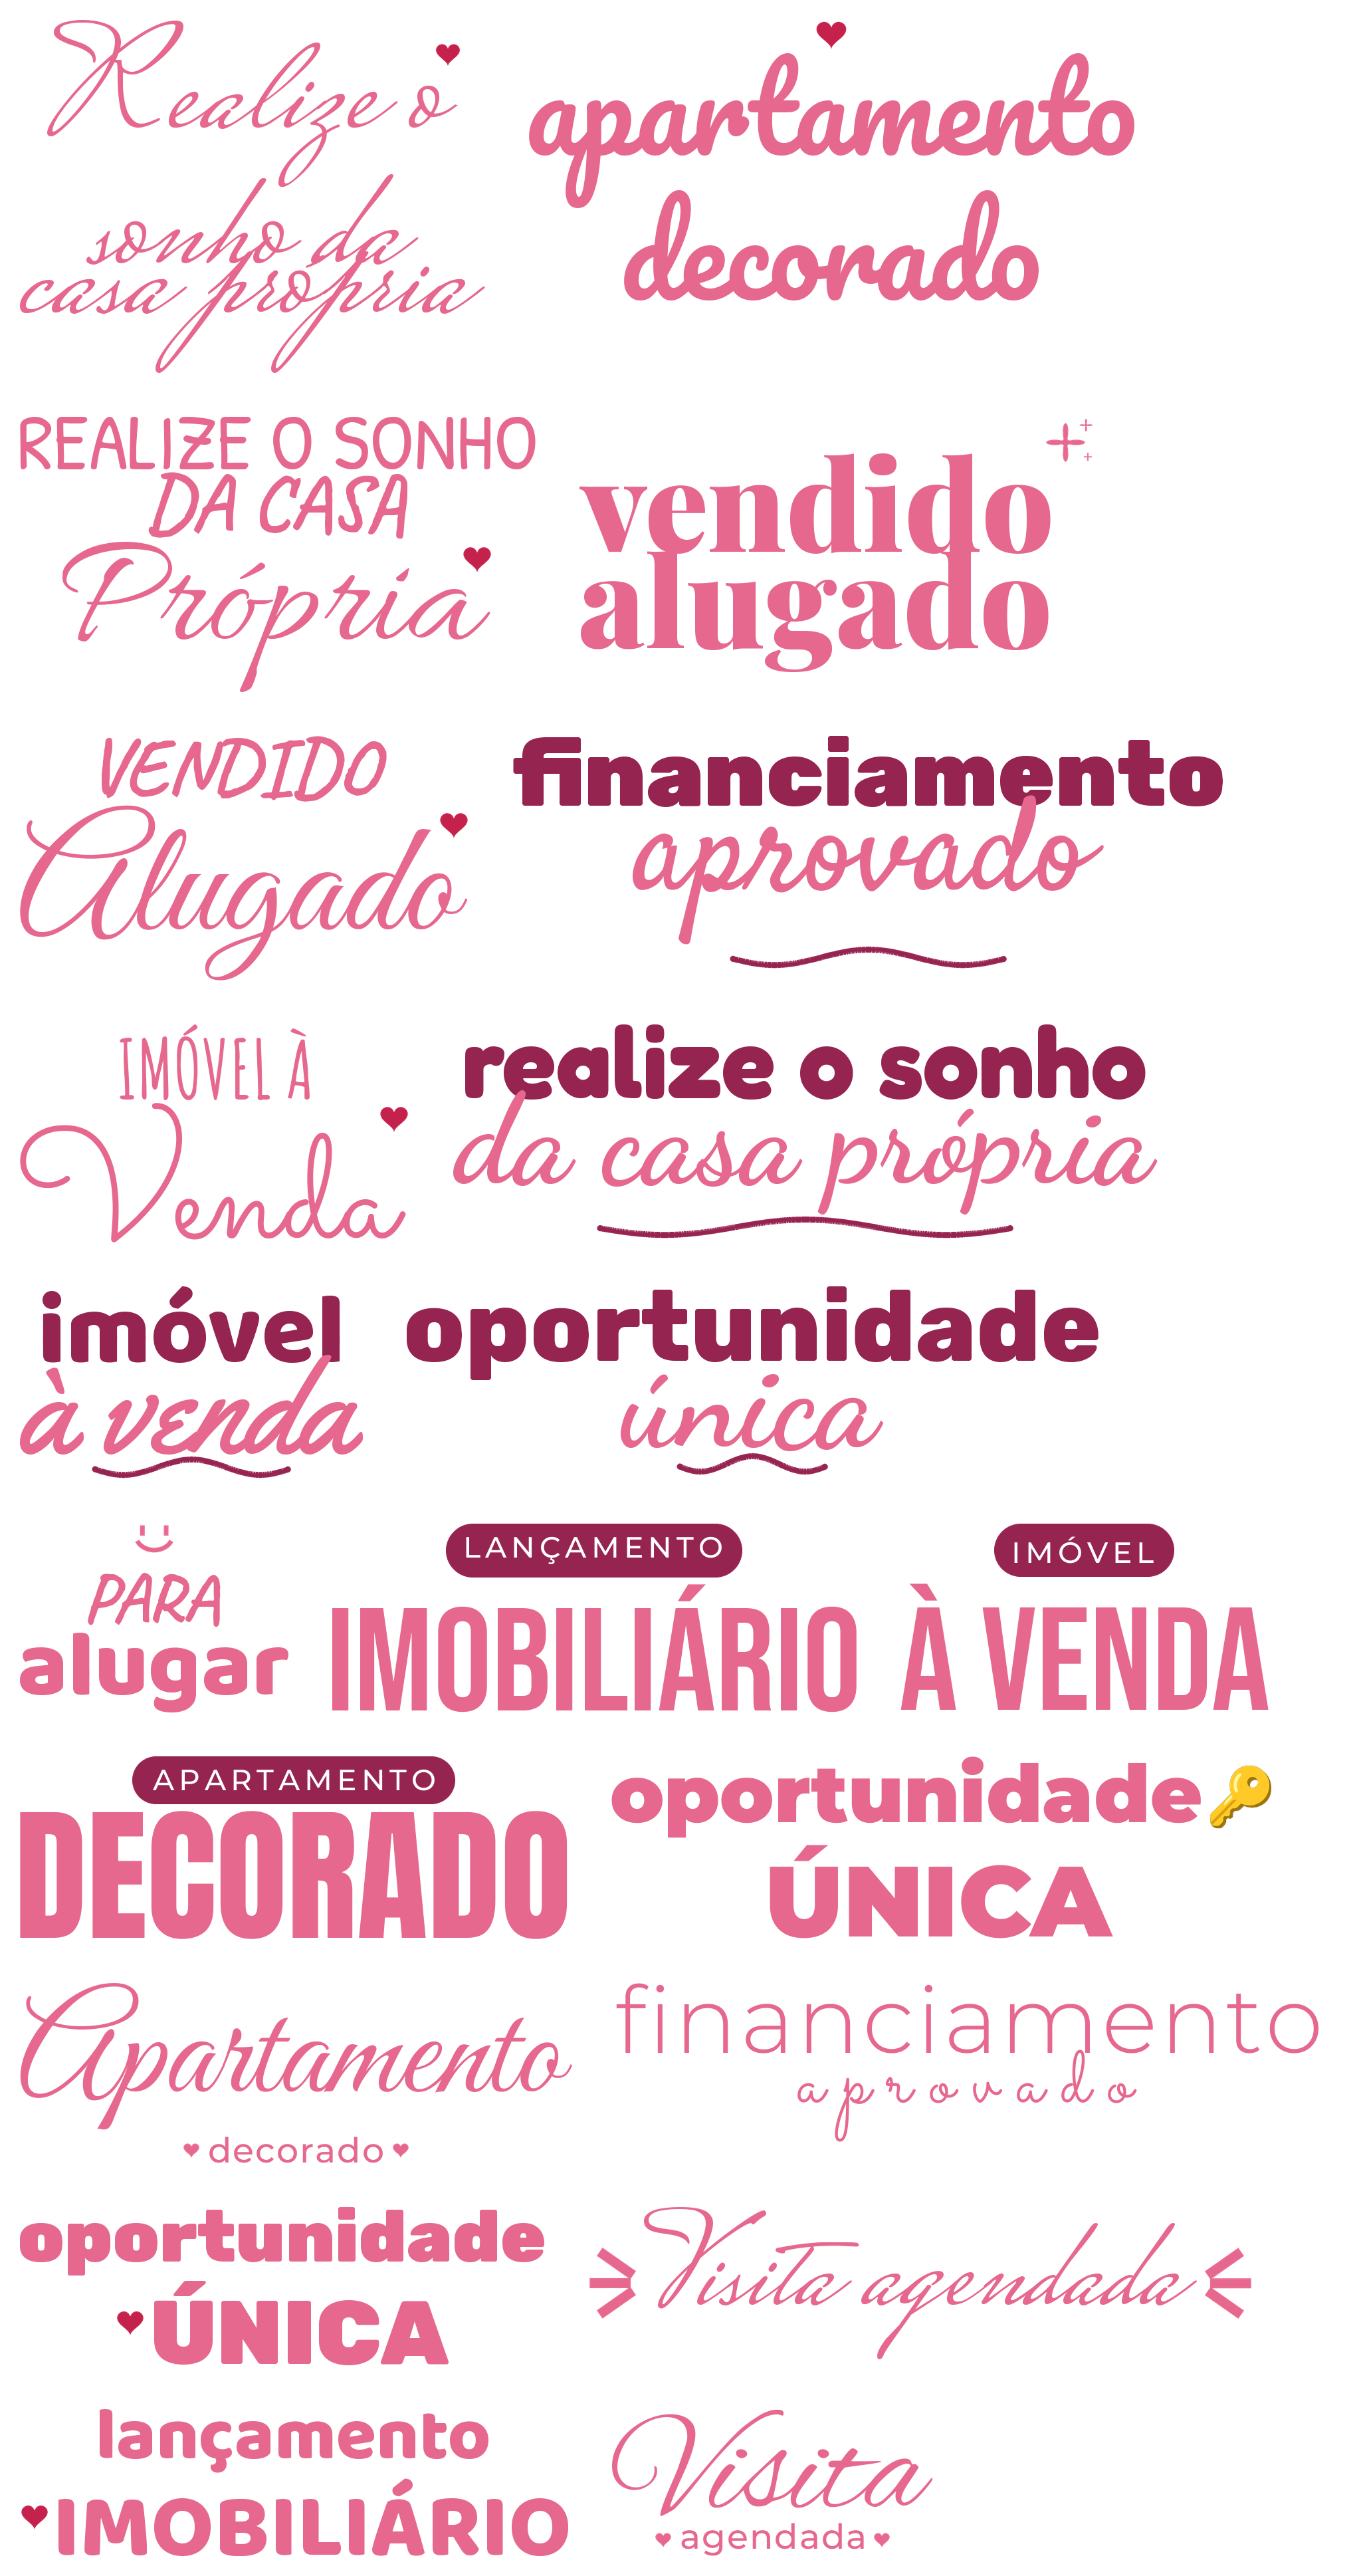 Realize o
sonho da
casa própria
apartamento
decorado
REALIZE O SONHO
DA CASA
Própria
vendido
alugado
VENDIDO
Alugado
financiamento
aprovado
IMÓVEL À
Venda
realize o sonho
da casa própria
imóvel
à venda
oportunidade
única
PARA
alugar
LANÇAMENTO
IMOBILIÁRIO
IMÓVEL
À VENDA
APARTAMENTO
DECORADO
oportunidade
ÚNICA
Apartamento
decorado
financiamento
aprovado
oportunidade
ÚNICA
Visita agendada
lançamento
IMOBILIÁRIO
Visita
agendada